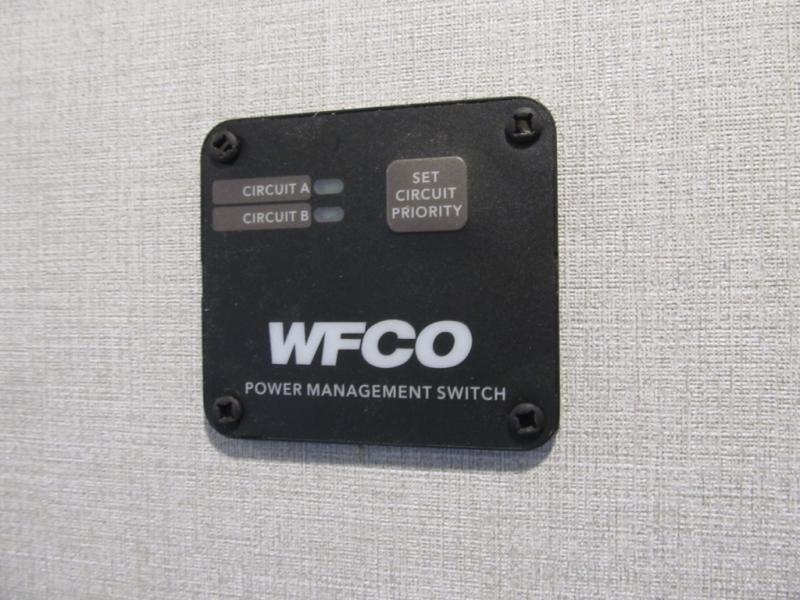 CIRCUIT A
CIRCUIT B
SET
CIRCUIT
PRIORITY
WFCO
POWER MANAGEMENT SWITCH